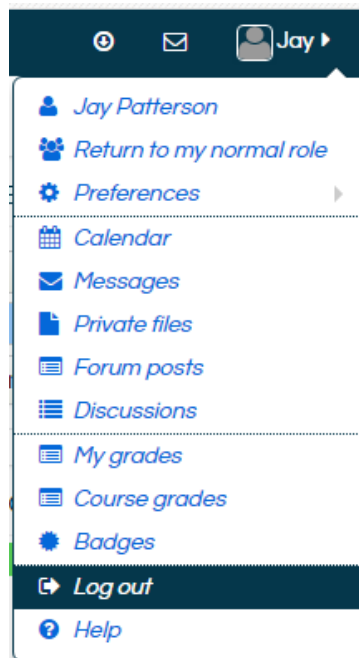 Jay
Jay Patterson
Return to my normal role
Preferences
Calendar
Messages
Private files
Forum posts
Discussions
My grades
Course grades
Badges
Log out
Help